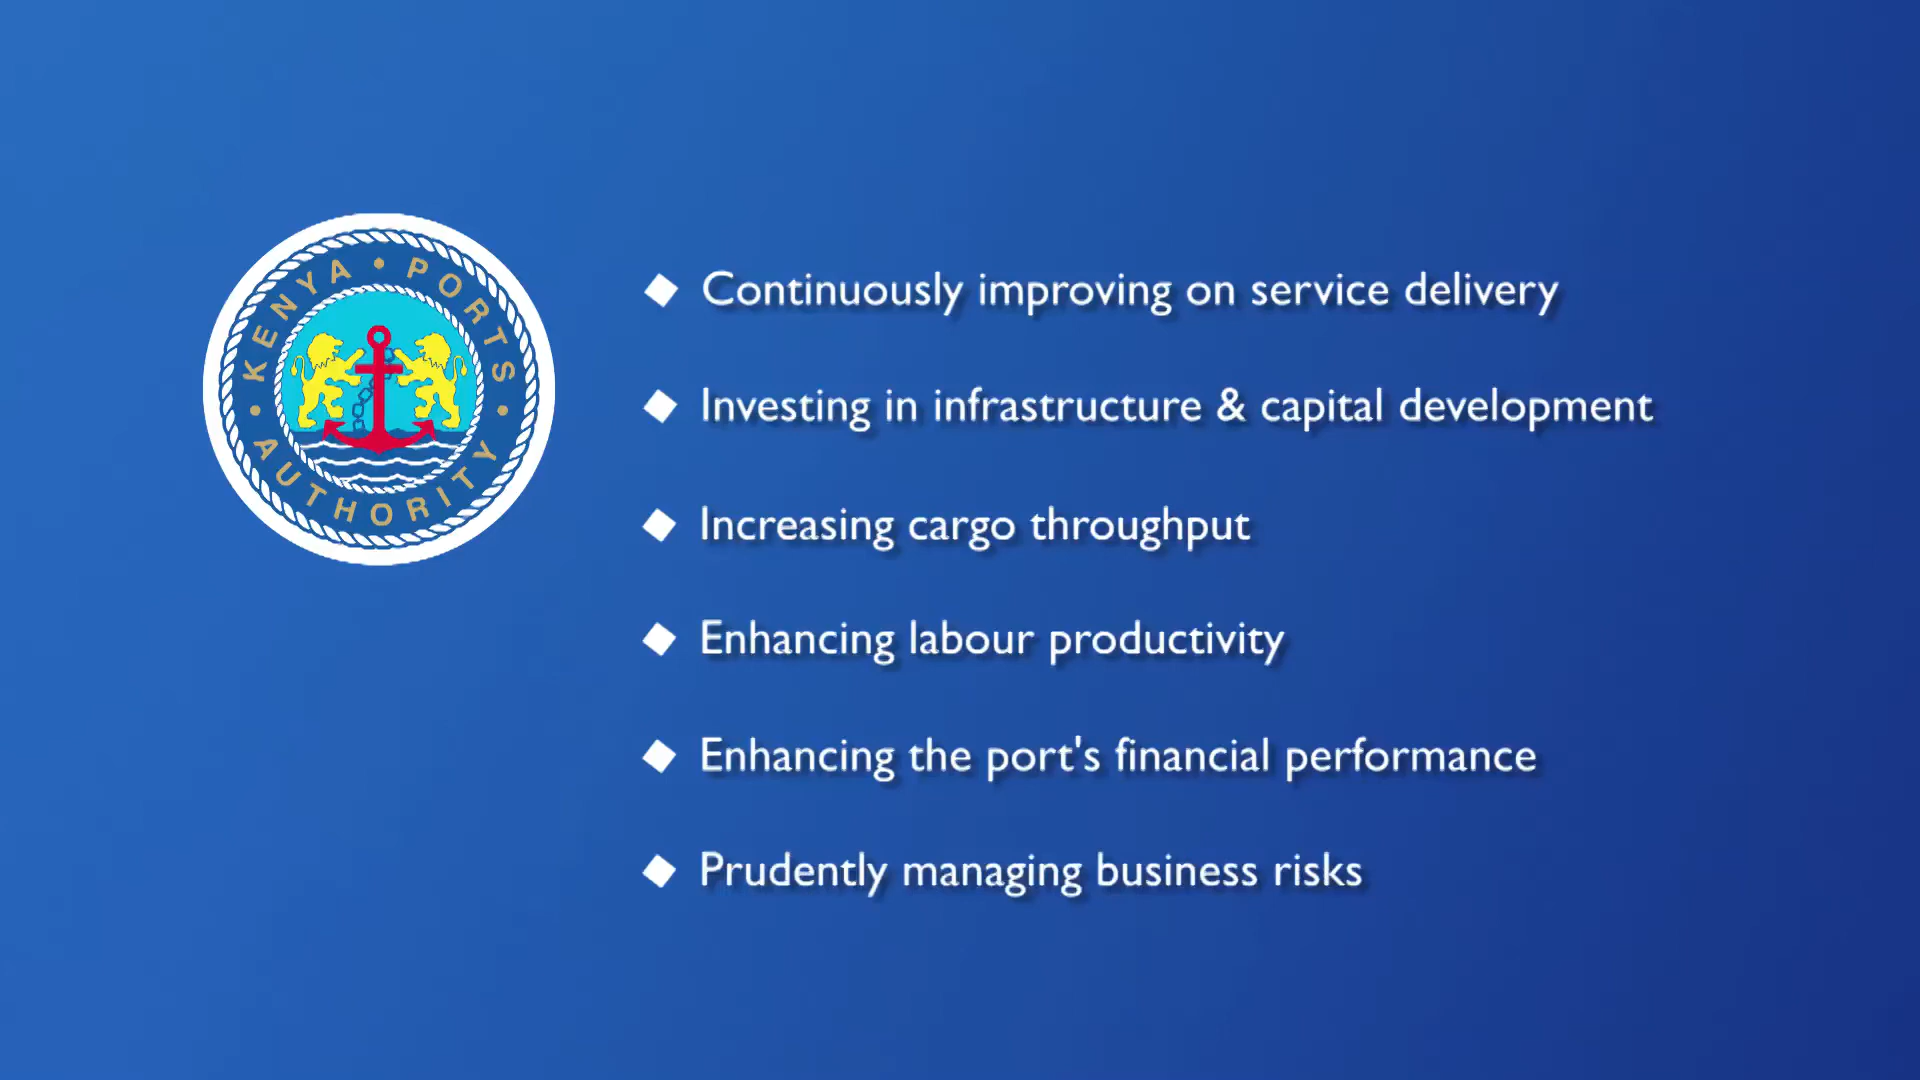 KENYA • PORTS
• AUTHORITY •
◆ Continuously improving on service delivery
◆ Investing in infrastructure & capital development
◆ Increasing cargo throughput
◆ Enhancing labour productivity
◆ Enhancing the port's financial performance
◆ Prudently managing business risks